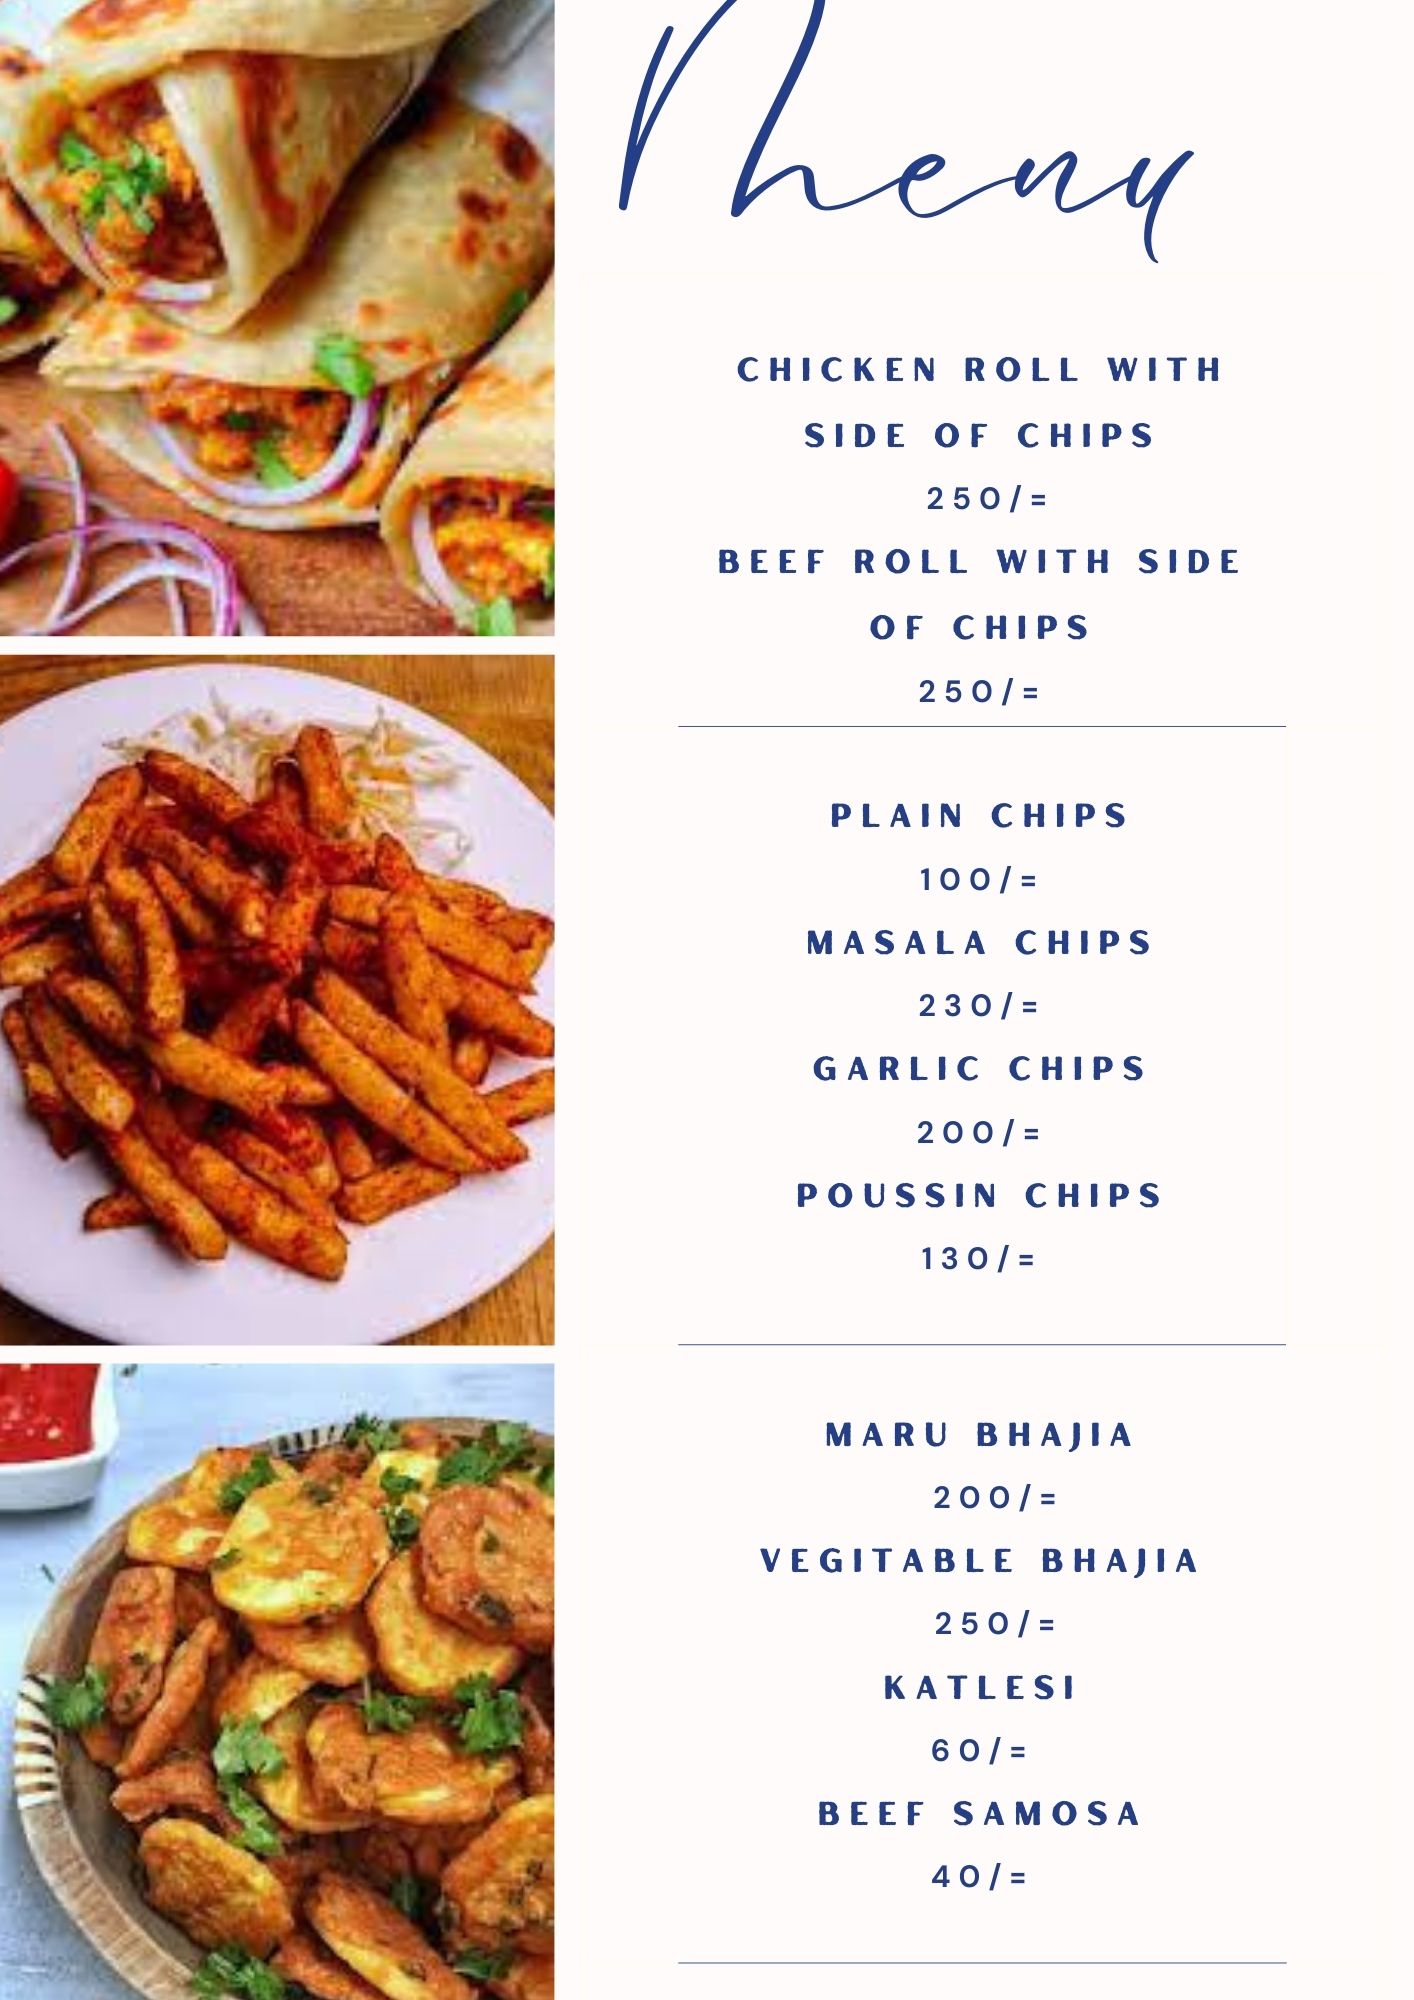 Menu
CHICKEN ROLL WITH
SIDE OF CHIPS
250/=
BEEF ROLL WITH SIDE
OF CHIPS
250/=
PLAIN CHIPS
100/=
MASALA CHIPS
230/=
GARLIC CHIPS
200/=
POUSSIN CHIPS
130/=
MARU BHAJIA
200/=
VEGITABLE BHAJIA
250/=
KATLESI
60/=
BEEF SAMOSA
40/=